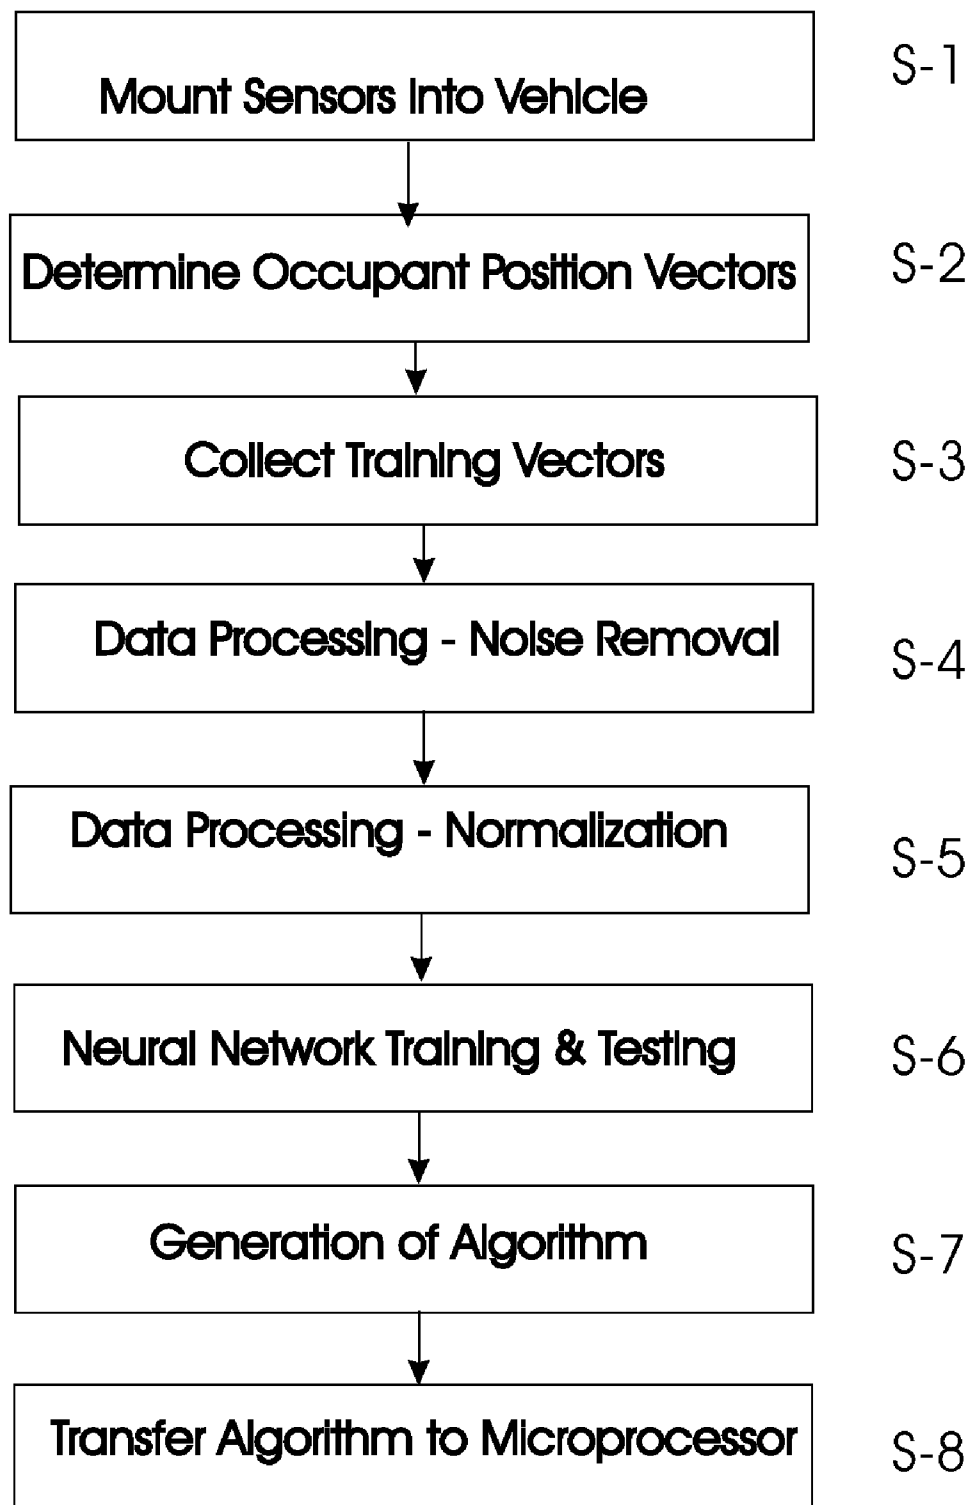 Mount Sensors Into Vehicle S-1
Determine Occupant Position Vectors S-2
Collect Training Vectors S-3
Data Processing - Noise Removal S-4
Data Processing - Normalization S-5
Neural Network Training & Testing S-6
Generation of Algorithm S-7
Transfer Algorithm to Microprocessor S-8